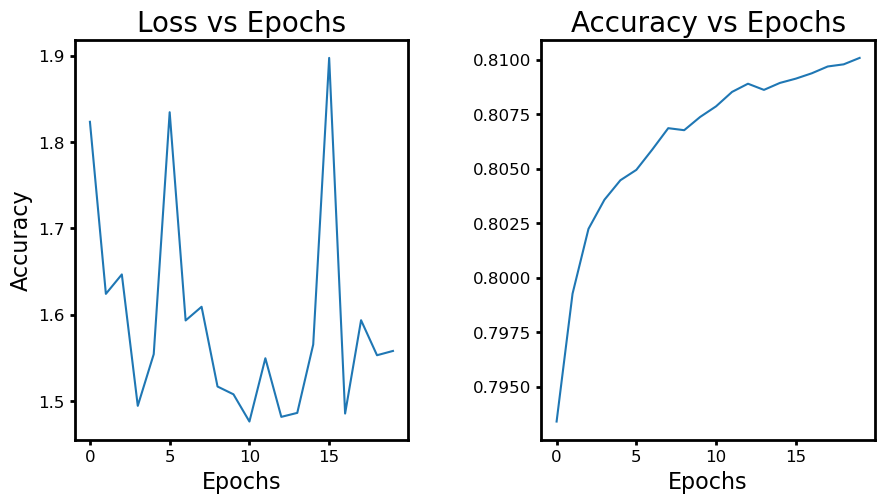 Loss vs Epochs
Accuracy
1.9
1.8
1.7
1.6
1.5
0 5 10 15
Epochs
Accuracy vs Epochs
0.8100
0.8075
0.8050
0.8025
0.8000
0.7975
0.7950
0 5 10 15
Epochs